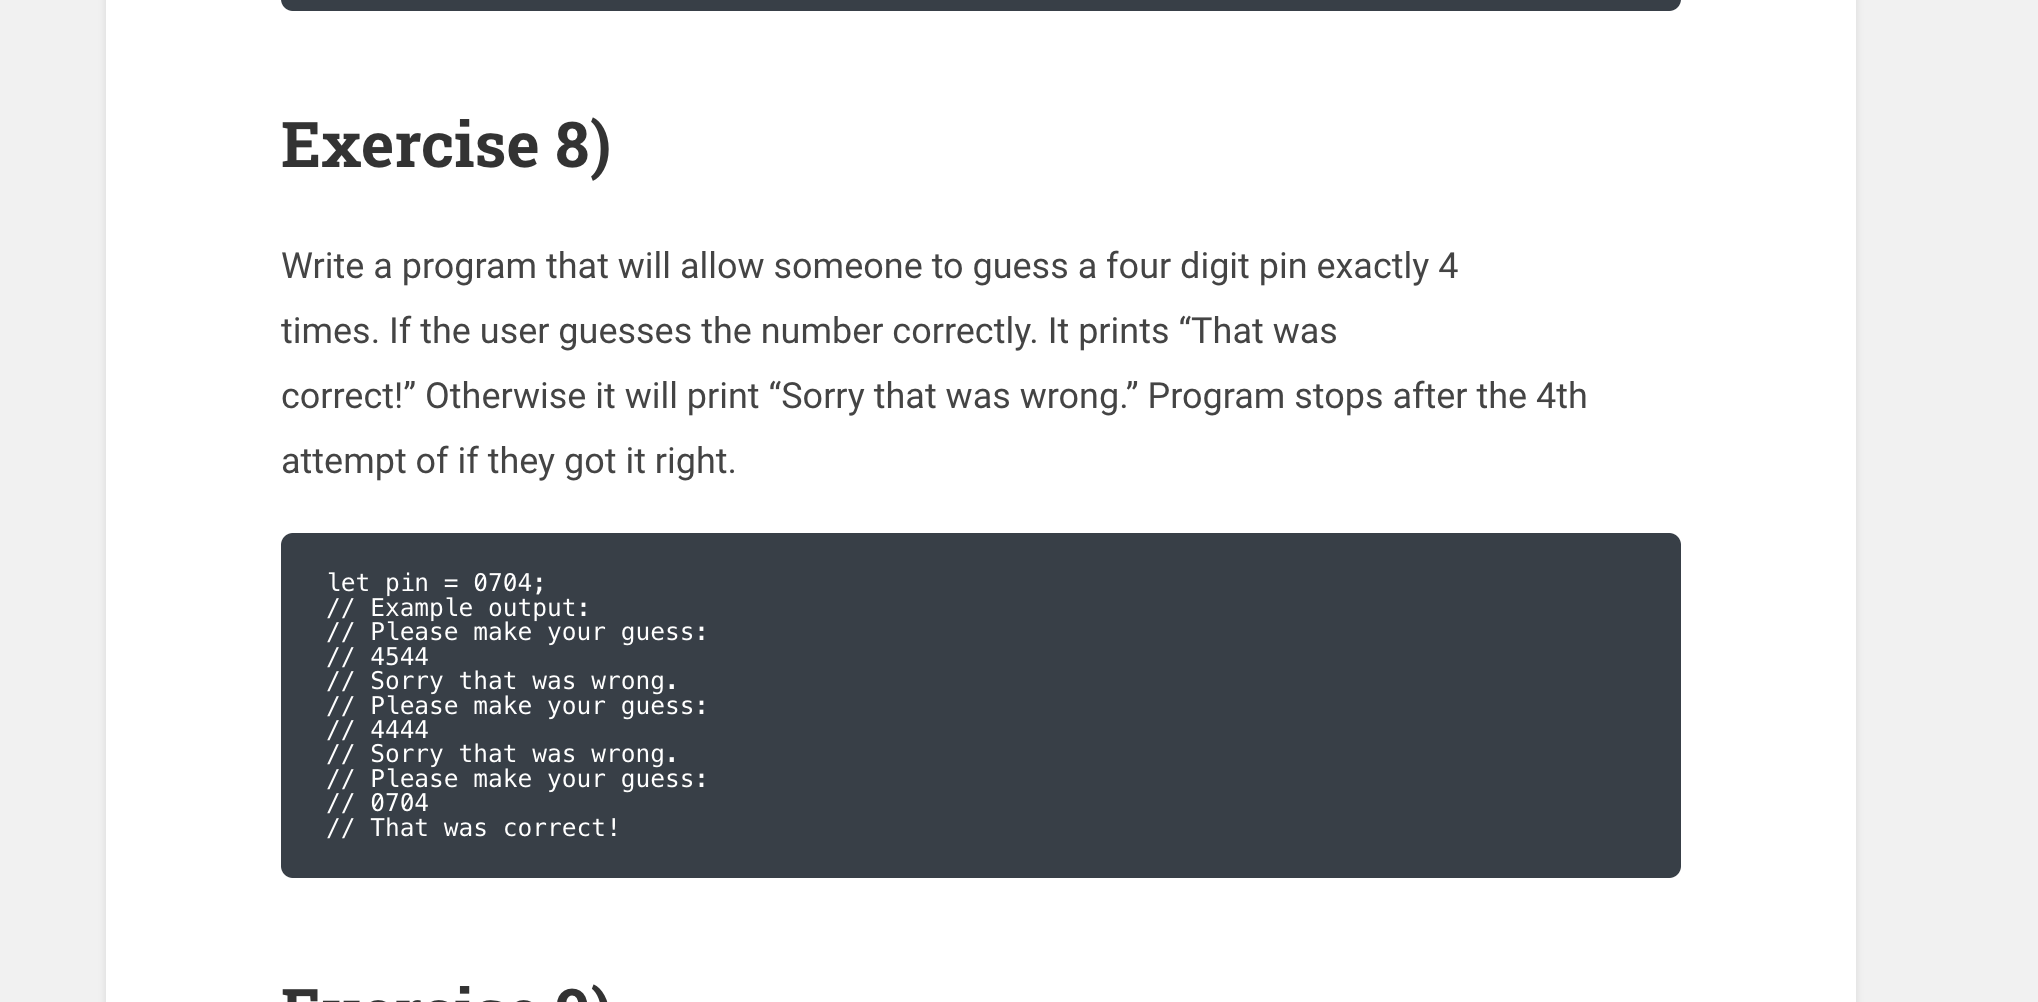 Exercise 8)
Write a program that will allow someone to guess a four digit pin exactly 4
times. If the user guesses the number correctly. It prints “That was
correct!” Otherwise it will print “Sorry that was wrong.” Program stops after the 4th
attempt of if they got it right.
let pin = 0704;
// Example output:
// Please make your guess:
// 4544
// Sorry that was wrong.
// Please make your guess:
// 4444
// Sorry that was wrong.
// Please make your guess:
// 0704
// That was correct!
Exercise 9)